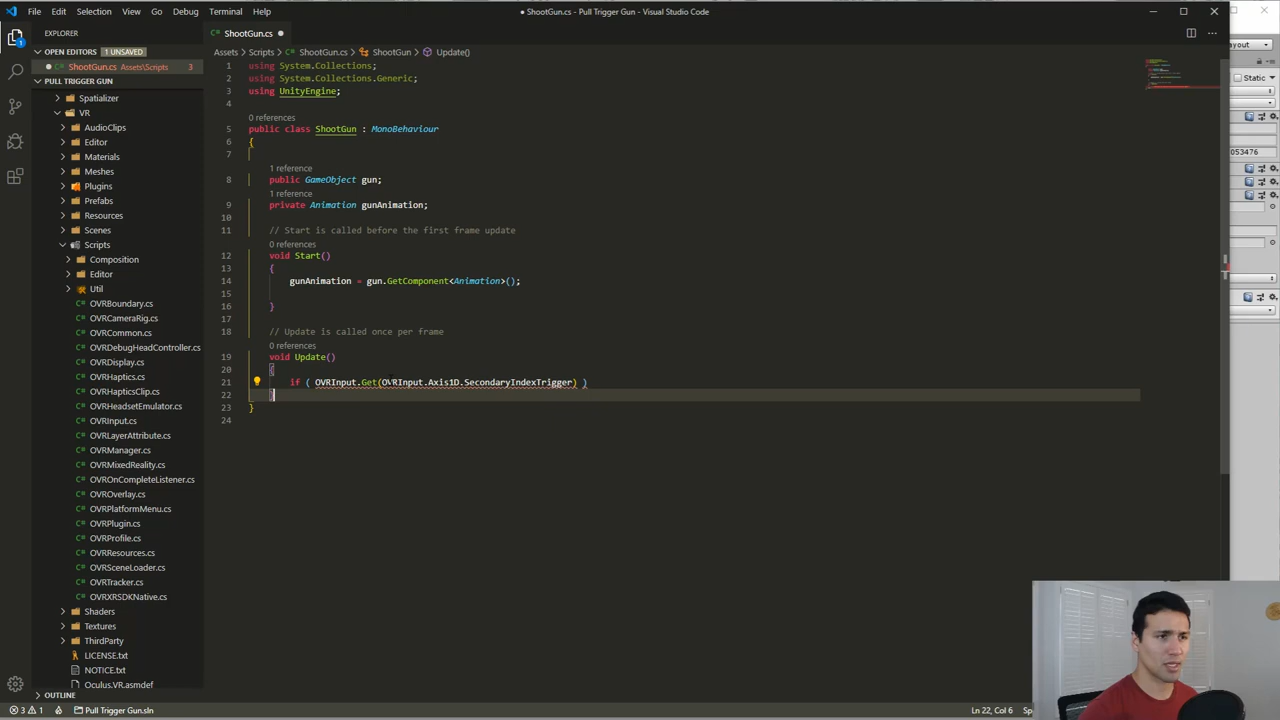 File Edit Selection View Go Debug Terminal Help
● ShootGun.cs - Pull Trigger Gun - Visual Studio Code
ayout
EXPLORER
ShootGun.cs ●
OPEN EDITORS 1 UNSAVED
Assets > Scripts > ShootGun.cs > ShootGun > Update()
ShootGun.cs Assets\Scripts 3
PULL TRIGGER GUN
Spatializer
VR
AudioClips
Editor
Materials
Meshes
Plugins
Prefabs
Resources
Scenes
Scripts
Composition
Editor
Util
OVRBoundary.cs
OVRCameraRig.cs
OVRCommon.cs
OVRDebugHeadController.cs
OVRDisplay.cs
OVRHaptics.cs
OVRHapticsClip.cs
OVRHeadsetEmulator.cs
OVRInput.cs
OVRLayerAttribute.cs
OVRManager.cs
OVRMixedReality.cs
OVROnCompleteListener.cs
OVROverlay.cs
OVRPlatformMenu.cs
OVRPlugin.cs
OVRProfile.cs
OVRResources.cs
OVRSceneLoader.cs
OVRTracker.cs
OVRXRSDKNative.cs
Shaders
Textures
ThirdParty
LICENSE.txt
NOTICE.txt
Oculus.VR.asmdef
OUTLINE
1 using System.Collections;
2 using System.Collections.Generic;
3 using UnityEngine;
4
0 references
5 public class ShootGun : MonoBehaviour
6 {
7
1 reference
8 public GameObject gun;
1 reference
9 private Animation gunAnimation;
10
11 // Start is called before the first frame update
0 references
12 void Start()
13 {
14 gunAnimation = gun.GetComponent<Animation>();
15
16 }
17
18 // Update is called once per frame
0 references
19 void Update()
20 {
21 if ( OVRInput.Get(OVRInput.Axis1D.SecondaryIndexTrigger) )
22 }
23 }
24
Static
053476
3 1 Pull Trigger Gun.sln
Ln 22, Col 6